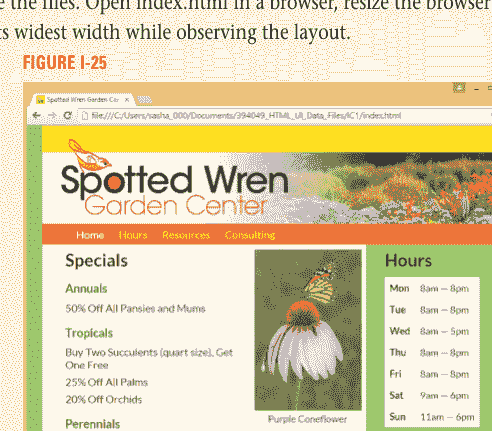 e the files. Open index.html in a browser, resize the browser
ts widest width while observing the layout.
FIGURE I-25
Spotted Wren Garden Ce
file:///C:/Users/sasha_000/Documents/394049_HTML_UI_Data_Files/IC1/index.html
Spotted Wren
Garden Center
Home Hours Resources Consulting
Specials
Annuals
50% Off All Pansies and Mums
Tropicals
Buy Two Succulents (quart size), Get
One Free
25% Off All Palms
20% Off Orchids
Perennials
Purple Coneflower
Hours
Mon 8am – 8pm
Tue 8am – 8pm
Wed 8am – 5pm
Thu 8am – 8pm
Fri 8am – 8pm
Sat 9am – 6pm
Sun 11am – 6pm